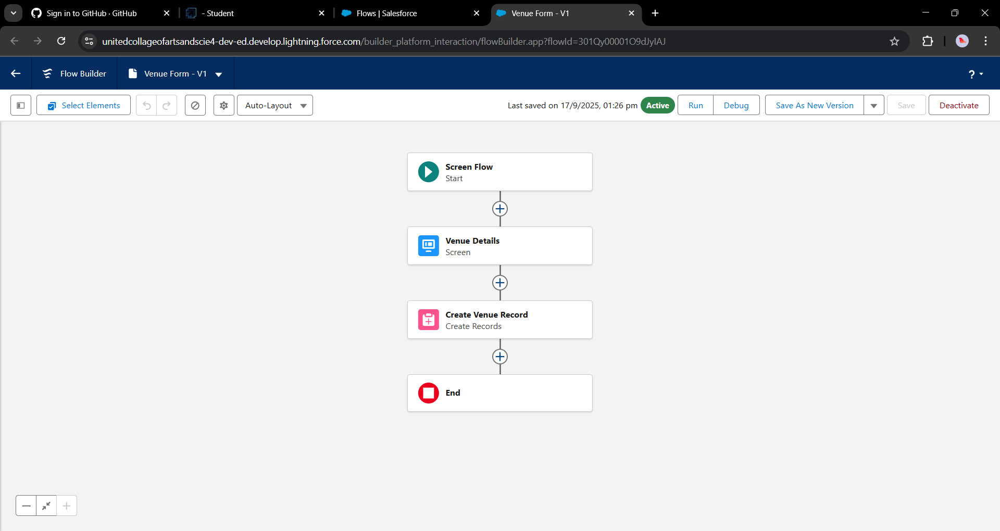 Sign in to GitHub · GitHub
- Student
Flows | Salesforce
Venue Form - V1
unitedcollageofartsandscie4-dev-ed.develop.lightning.force.com/builder_platform_interaction/flowBuilder.app?flowId=301Qy00001O9dJyIAJ
Flow Builder
Venue Form - V1
?
Select Elements
Auto-Layout
Last saved on 17/9/2025, 01:26 pm
Active
Run
Debug
Save As New Version
Save
Deactivate
Screen Flow
Start
Venue Details
Screen
Create Venue Record
Create Records
End